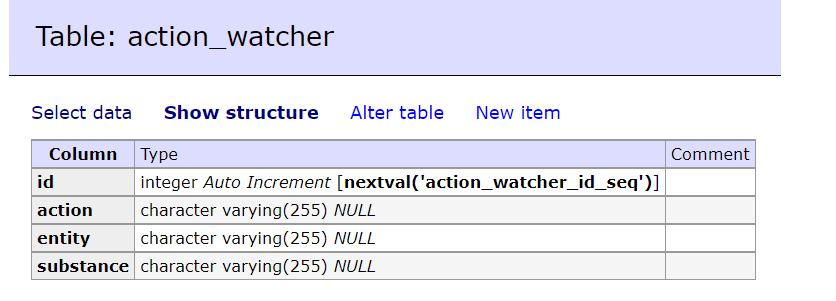 Table: action_watcher
Select data Show structure Alter table New item
Column Type Comment
id integer Auto Increment [nextval('action_watcher_id_seq')]
action character varying(255) NULL
entity character varying(255) NULL
substance character varying(255) NULL